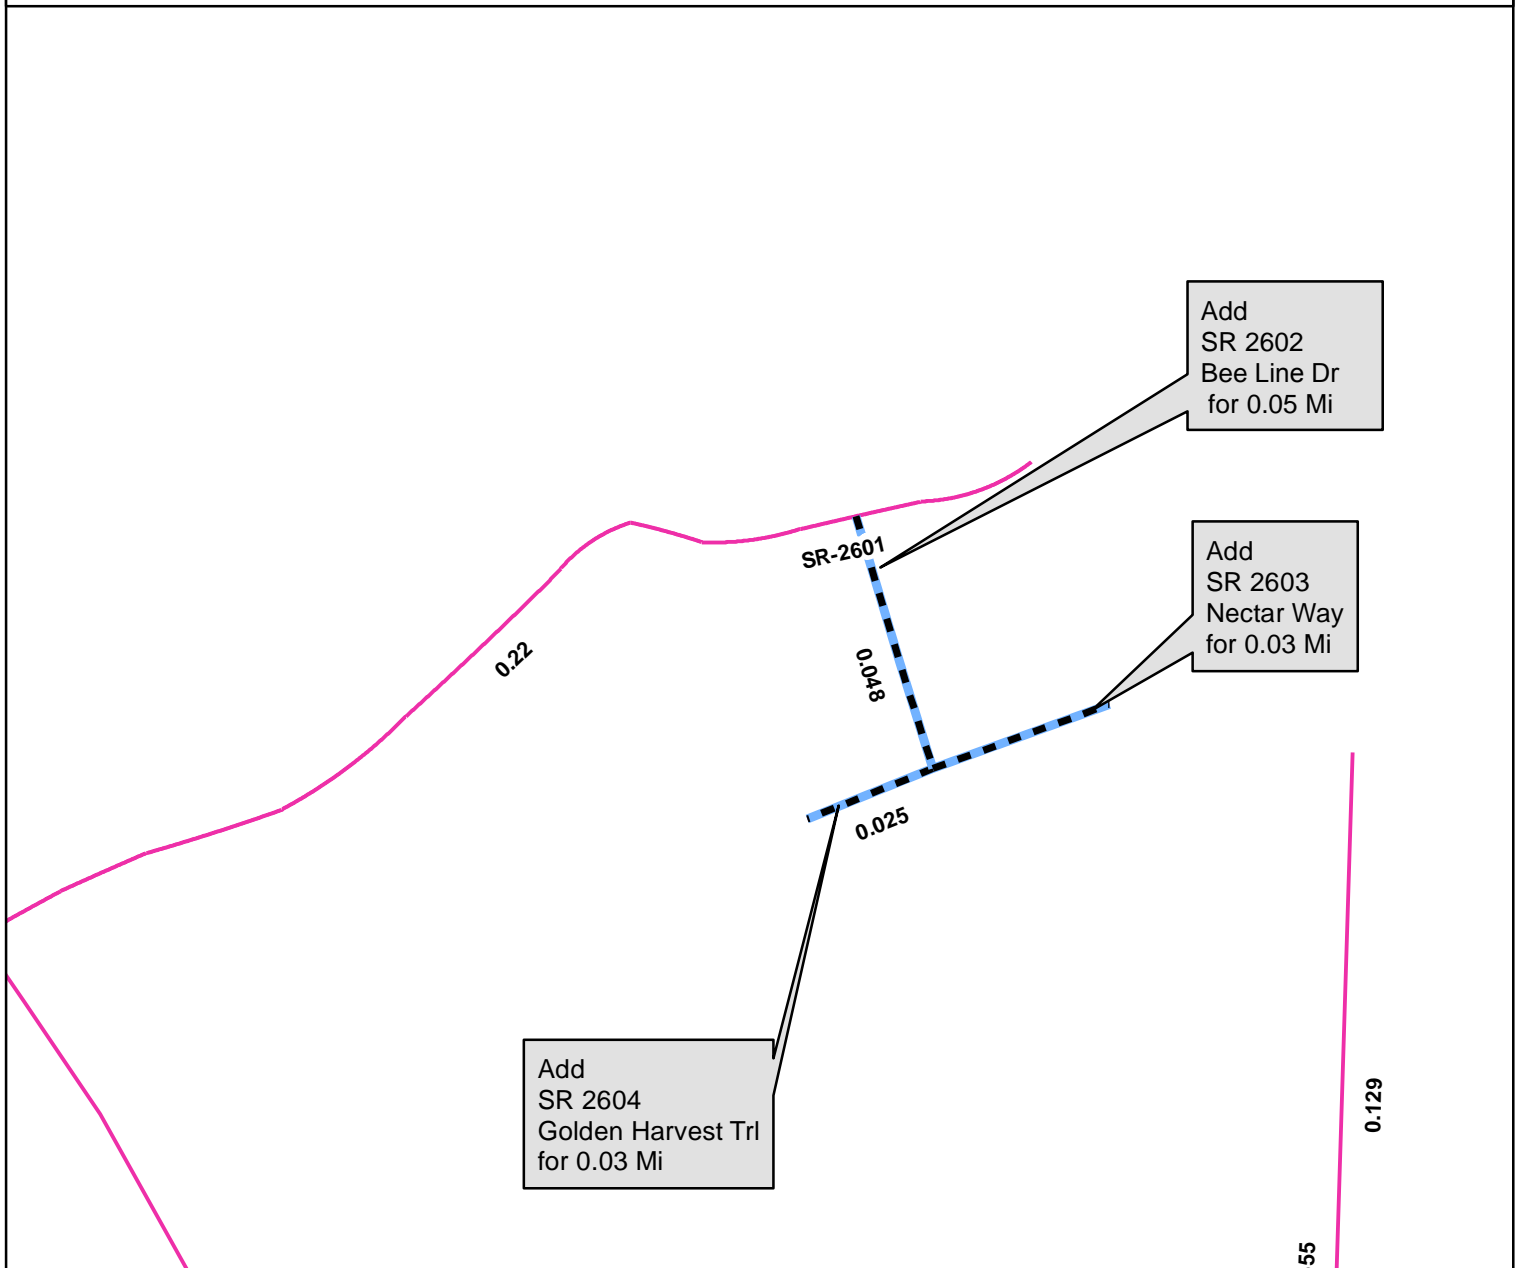 Add
SR 2602
Bee Line Dr
for 0.05 Mi
Add
SR 2603
Nectar Way
for 0.03 Mi
SR-2601
0.22
0.048
0.025
Add
SR 2604
Golden Harvest Trl
for 0.03 Mi
0.129
55